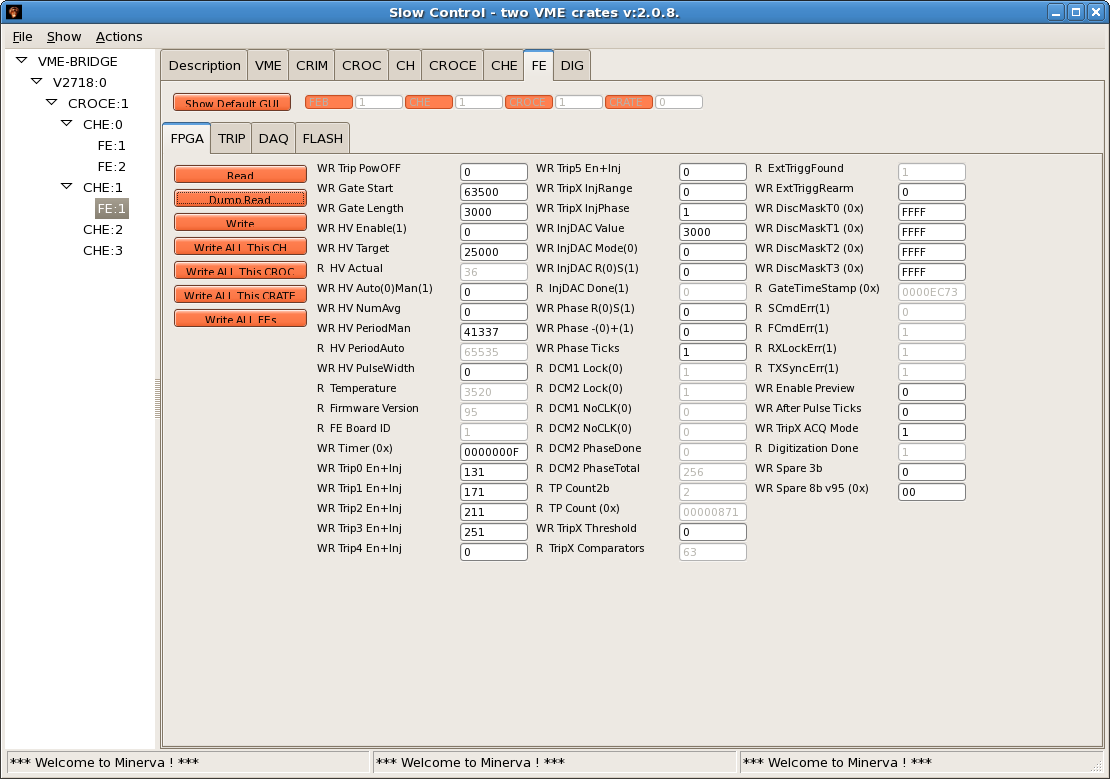 Slow Control - two VME crates v:2.0.8.
File Show Actions
VME-BRIDGE
V2718:0
CROCE:1
CHE:0
FE:1
FE:2
CHE:1
FE:1
CHE:2
CHE:3
Description VME CRIM CROC CH CROCE CHE FE DIG
Show Default GUI FEB 1 CHE 1 CROCE 1 CRATE 0
FPGA TRIP DAQ FLASH
Read
Dump Read
Write
Write ALL This CH
Write ALL This CROC
Write ALL This CRATE
Write ALL FEs
WR Trip PowOFF 0
WR Gate Start 63500
WR Gate Length 3000
WR HV Enable(1) 0
WR HV Target 25000
R HV Actual 36
WR HV Auto(0)Man(1) 0
WR HV NumAvg 0
WR HV PeriodMan 41337
R HV PeriodAuto 65535
WR HV PulseWidth 0
R Temperature 3520
R Firmware Version 95
R FE Board ID 1
WR Timer (0x) 0000000F
WR Trip0 En+Inj 131
WR Trip1 En+Inj 171
WR Trip2 En+Inj 211
WR Trip3 En+Inj 251
WR Trip4 En+Inj 0
WR Trip5 En+Inj 0
WR TripX InjRange 0
WR TripX InjPhase 1
WR InjDAC Value 3000
WR InjDAC Mode(0) 0
WR InjDAC R(0)S(1) 0
R InjDAC Done(1) 0
WR Phase R(0)S(1) 0
WR Phase -(0)+(1) 0
WR Phase Ticks 1
R DCM1 Lock(0) 1
R DCM2 Lock(0) 1
R DCM1 NoCLK(0) 0
R DCM2 NoCLK(0) 0
R DCM2 PhaseDone 0
R DCM2 PhaseTotal 256
R TP Count2b 2
R TP Count (0x) 00000871
WR TripX Threshold 0
R TripX Comparators 63
R ExtTriggFound 1
WR ExtTriggRearm 0
WR DiscMaskT0 (0x) FFFF
WR DiscMaskT1 (0x) FFFF
WR DiscMaskT2 (0x) FFFF
WR DiscMaskT3 (0x) FFFF
R GateTimeStamp (0x) 0000EC73
R SCmdErr(1) 0
R FCmdErr(1) 1
R RXLockErr(1) 1
R TXSyncErr(1) 1
WR Enable Preview 0
WR After Pulse Ticks 0
WR TripX ACQ Mode 1
R Digitization Done 1
WR Spare 3b 0
WR Spare 8b v95 (0x) 00
*** Welcome to Minerva ! *** *** Welcome to Minerva ! *** *** Welcome to Minerva ! ***